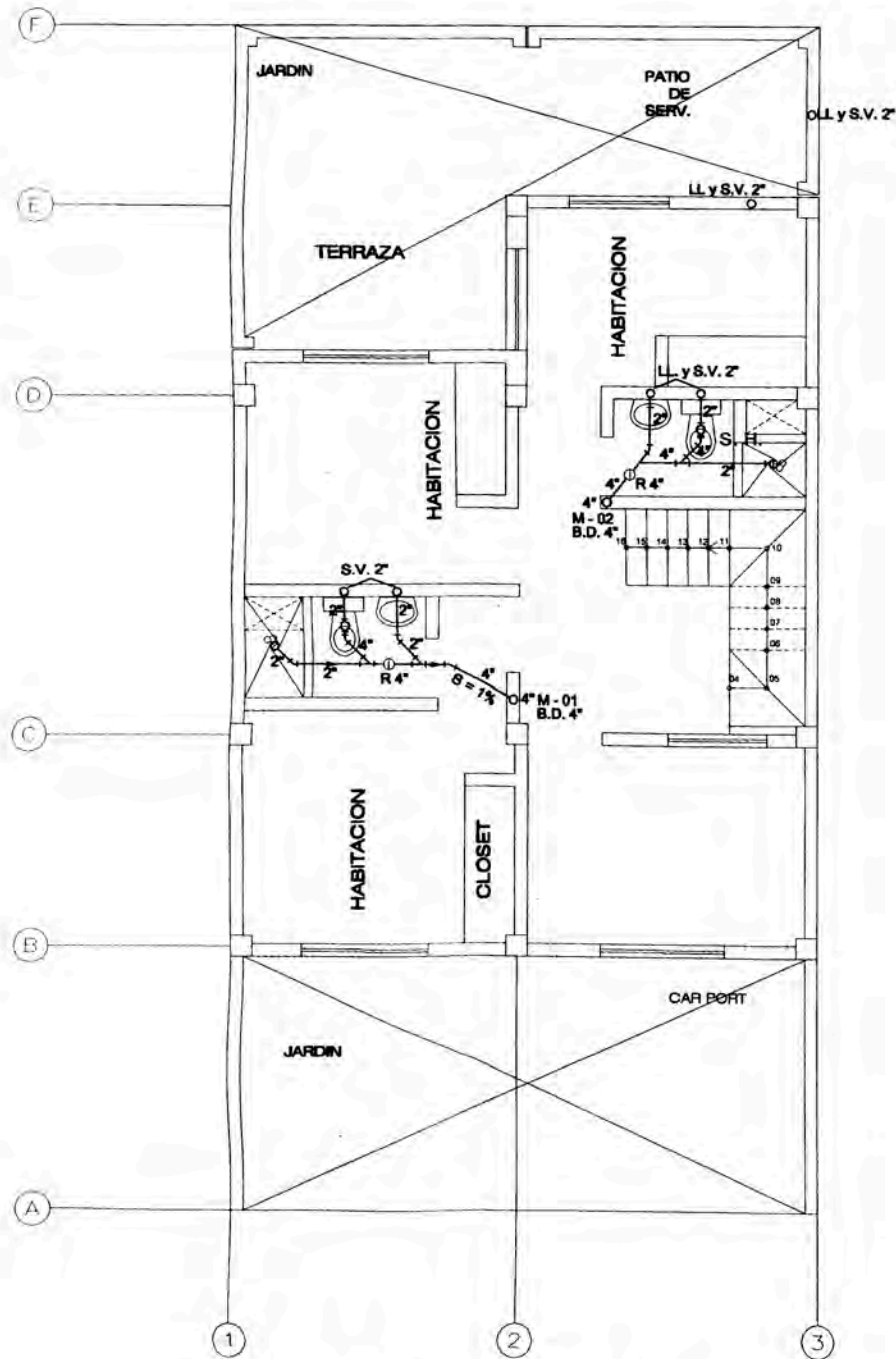 F
JARDIN
PATIO
DE
SERV.
LL y S.V. 2"
E
LL y S.V. 2"
TERRAZA
HABITACION
D
LL. y S.V. 2"
HABITACION
2"
2"
S. H.
4"
4"
2"
4"
R 4"
4"
M - 02
B.D. 4"
16
15
14
13
12
11
10
09
08
07
06
05
04
S.V. 2"
2"
2"
4"
2"
2"
2"
R 4"
4"
S = 1%
4"
M - 01
B.D. 4"
C
HABITACION
CLOSET
B
CAR PORT
JARDIN
A
1
2
3